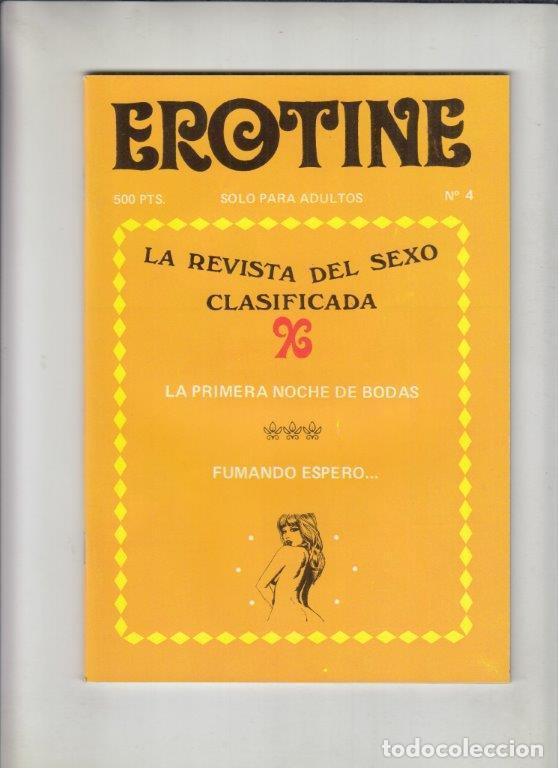 EROTINE
500 PTS. SOLO PARA ADULTOS Nº 4
LA REVISTA DEL SEXO
CLASIFICADA
LA PRIMERA NOCHE DE BODAS
FUMANDO ESPERO...
todocoleccion